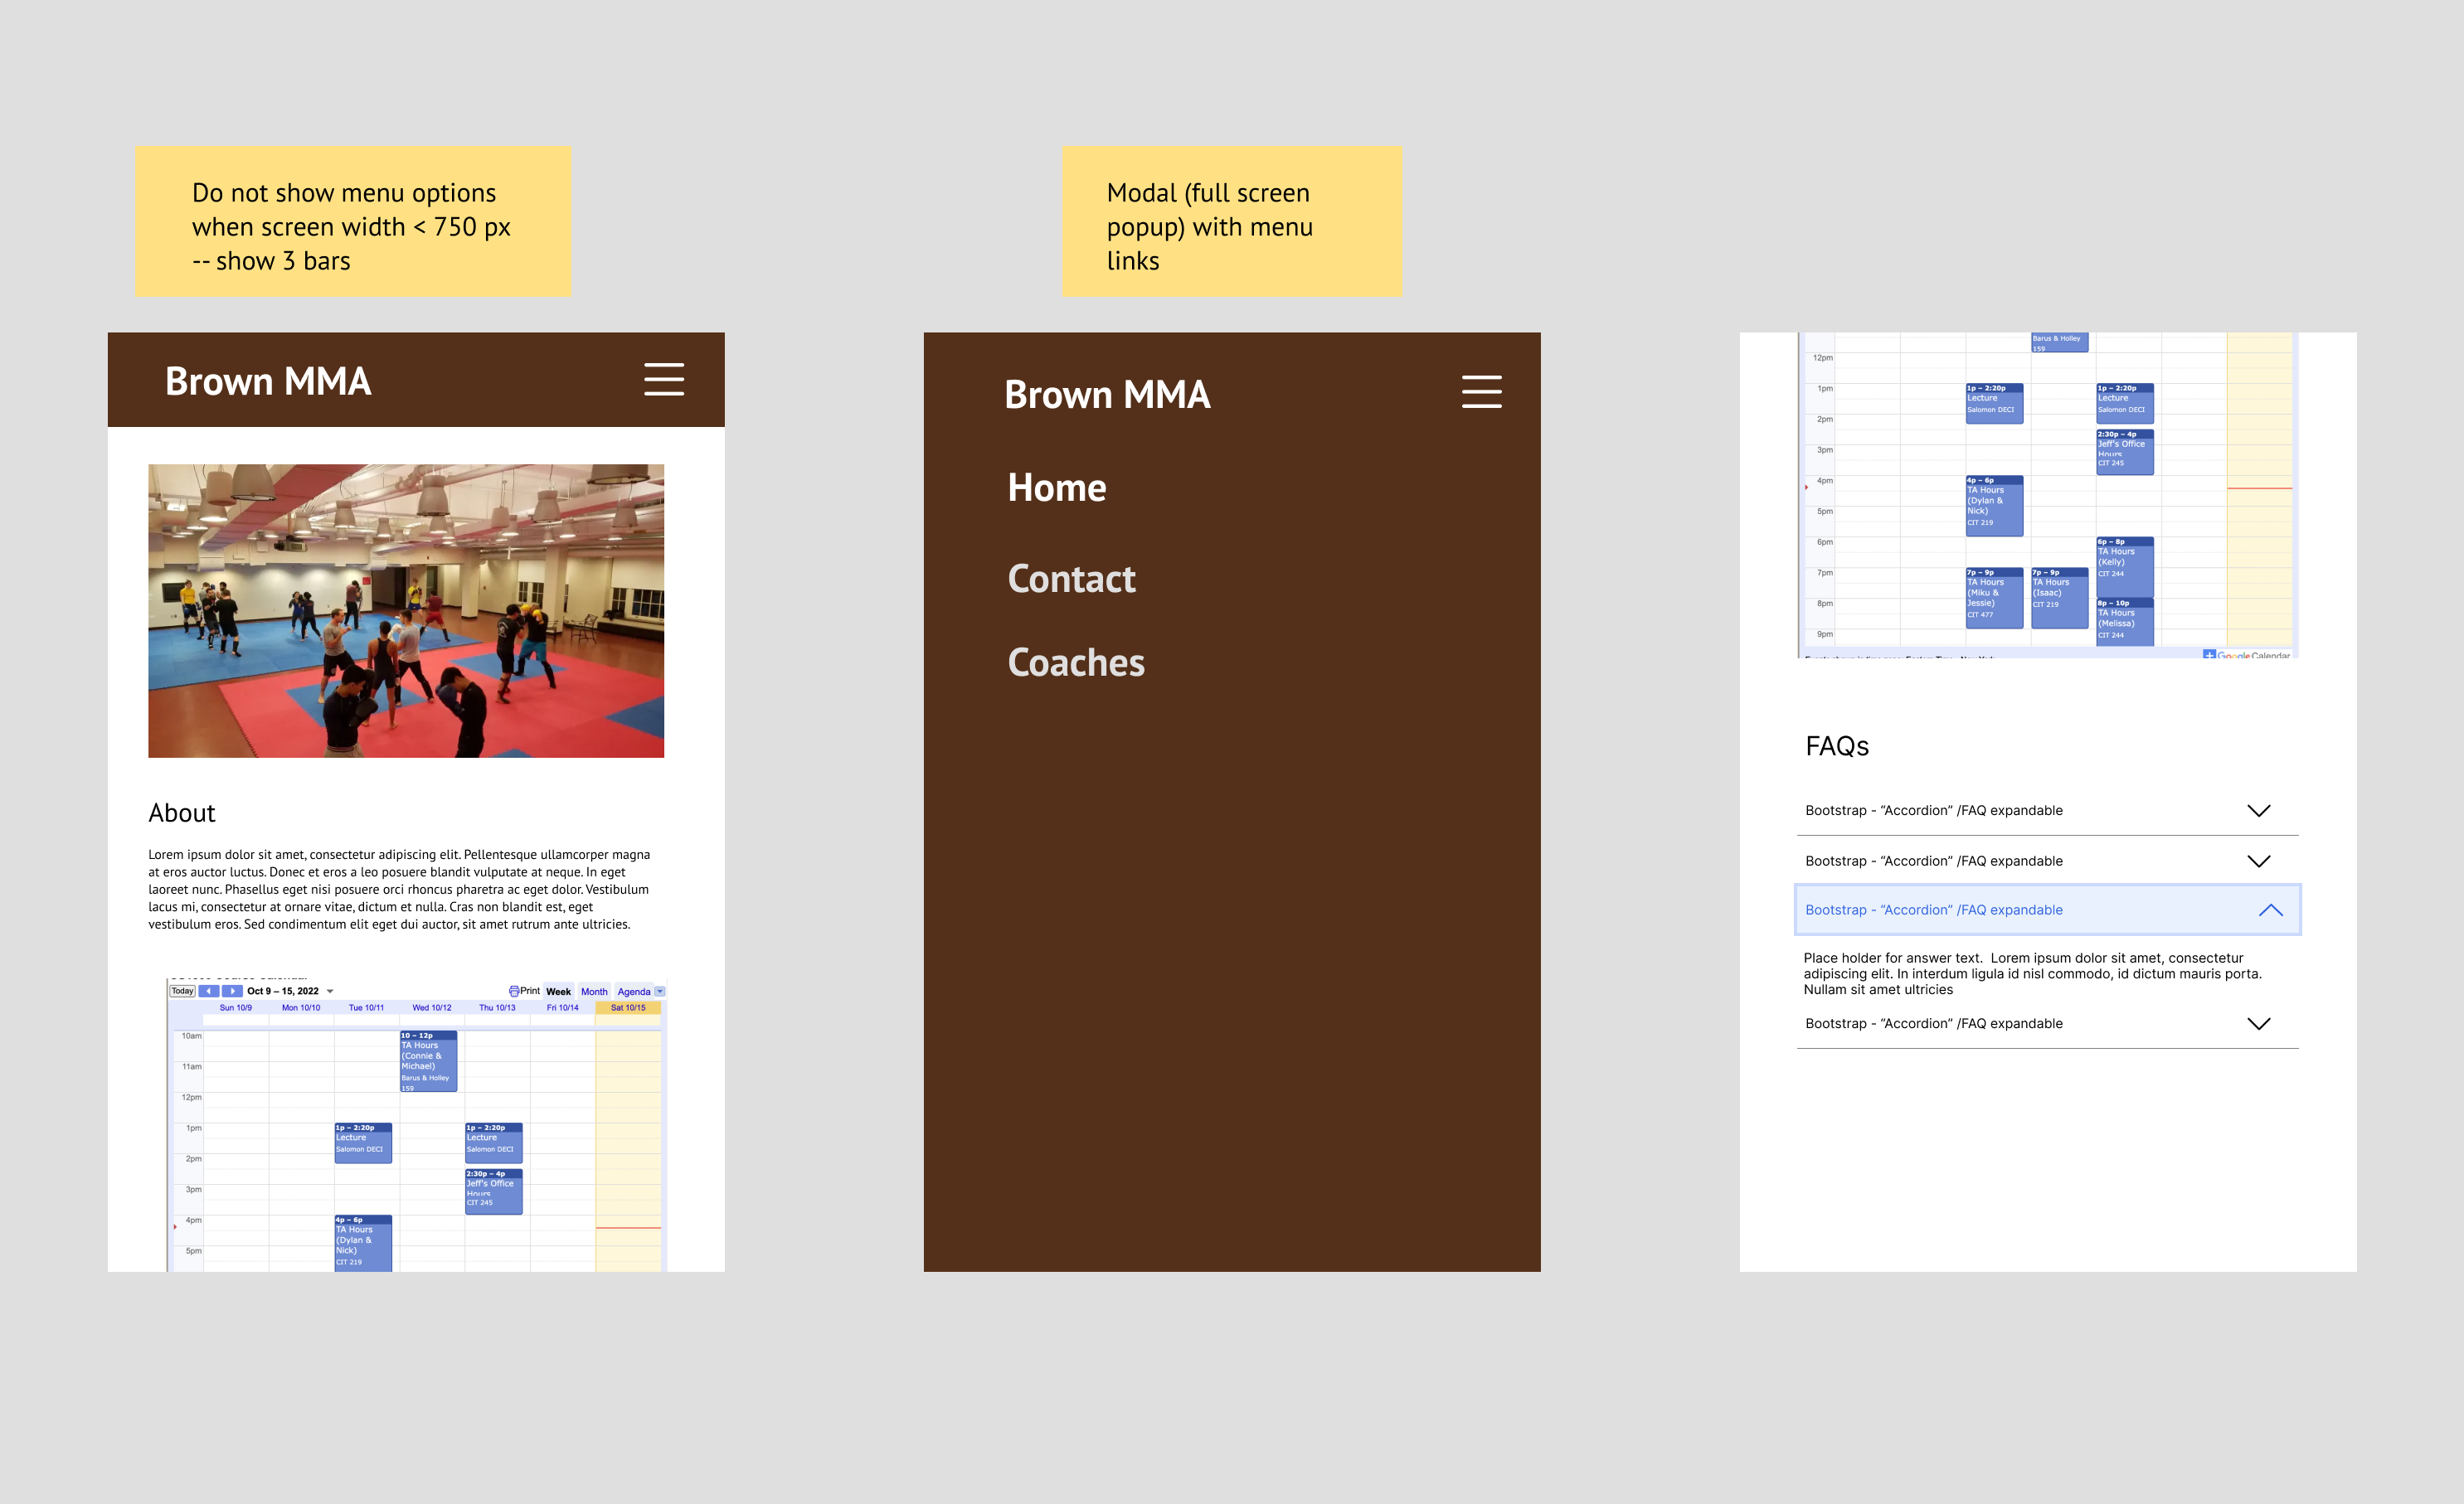 Do not show menu options
when screen width < 750 px
-- show 3 bars
Modal (full screen
popup) with menu
links
Brown MMA
About
Lorem ipsum dolor sit amet, consectetur adipiscing elit. Pellentesque ullamcorper magna
at eros auctor luctus. Donec et eros a leo posuere blandit vulputate at neque. In eget
laoreet nunc. Phasellus eget nisi posuere orci rhoncus pharetra ac eget dolor. Vestibulum
lacus mi, consectetur at ornare vitae, dictum et nulla. Cras non blandit est, eget
vestibulum eros. Sed condimentum elit eget dui auctor, sit amet rutrum ante ultricies.
Today Oct 9 – 15, 2022 Print Week Month Agenda
Sun 10/9 Mon 10/10 Tue 10/11 Wed 10/12 Thu 10/13 Fri 10/14 Sat 10/15
10am
10 – 12p
TA Hours
(Connie &
Michael)
Barus & Holley
159
11am
12pm
1pm
1p – 2:20p
Lecture
Salomon DECI
1p – 2:20p
Lecture
Salomon DECI
2pm
2:30p – 4p
Jeff's Office
Hours
CIT 245
3pm
4pm
4p – 6p
TA Hours
(Dylan &
Nick)
CIT 219
5pm
Brown MMA
Home
Contact
Coaches
Barus & Holley
159
12pm
1pm
1p – 2:20p
Lecture
Salomon DECI
1p – 2:20p
Lecture
Salomon DECI
2pm
2:30p – 4p
Jeff's Office
Hours
CIT 245
3pm
4pm
4p – 6p
TA Hours
(Dylan &
Nick)
CIT 219
5pm
6pm
6p – 8p
TA Hours
(Kelly)
CIT 244
7pm
7p – 9p
TA Hours
(Miku &
Jessie)
CIT 477
7p – 9p
TA Hours
(Isaac)
CIT 219
8pm
8p – 10p
TA Hours
(Melissa)
CIT 244
9pm
Google Calendar
FAQs
Bootstrap - “Accordion” /FAQ expandable
Bootstrap - “Accordion” /FAQ expandable
Bootstrap - “Accordion” /FAQ expandable
Place holder for answer text. Lorem ipsum dolor sit amet, consectetur
adipiscing elit. In interdum ligula id nisl commodo, id dictum mauris porta.
Nullam sit amet ultricies
Bootstrap - “Accordion” /FAQ expandable